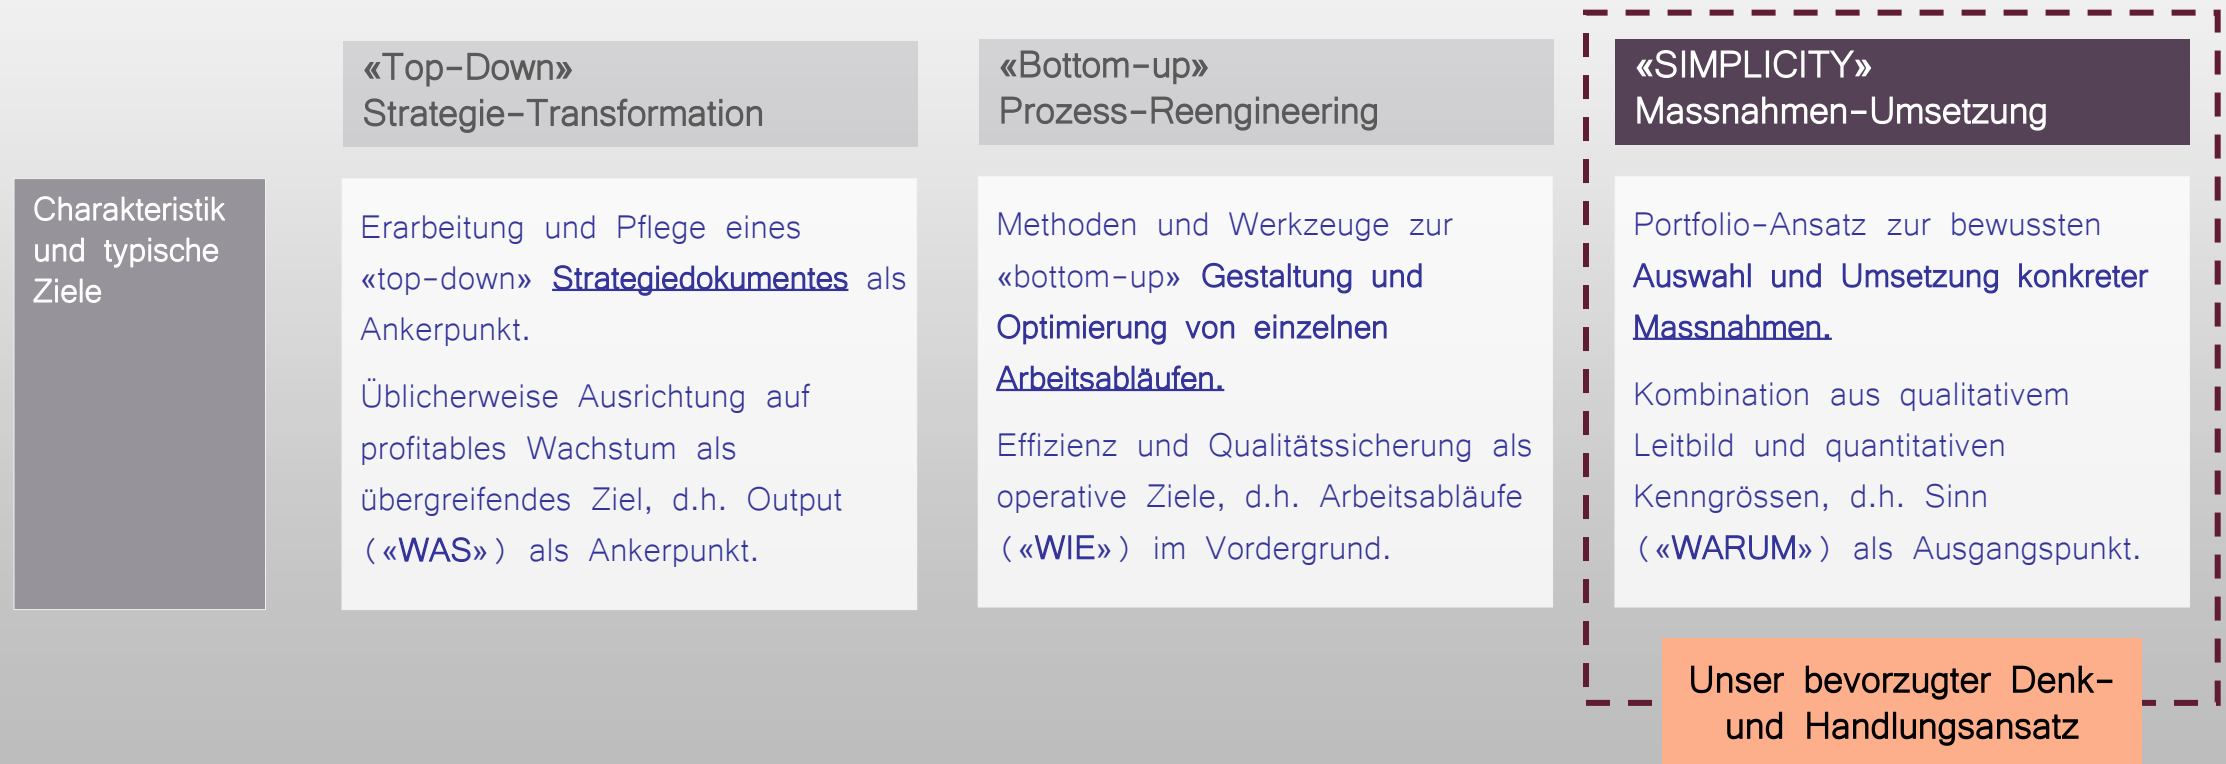 «Top-Down»
Strategie-Transformation
«Bottom-up»
Prozess-Reengineering
«SIMPLICITY»
Massnahmen-Umsetzung
Charakteristik
und typische
Ziele
Erarbeitung und Pflege eines
«top-down» Strategiedokumentes als
Ankerpunkt.
Üblicherweise Ausrichtung auf
profitables Wachstum als
übergreifendes Ziel, d.h. Output
(«WAS») als Ankerpunkt.
Methoden und Werkzeuge zur
«bottom-up» Gestaltung und
Optimierung von einzelnen
Arbeitsabläufen.
Effizienz und Qualitätssicherung als
operative Ziele, d.h. Arbeitsabläufe
(«WIE») im Vordergrund.
Portfolio-Ansatz zur bewussten
Auswahl und Umsetzung konkreter
Massnahmen.
Kombination aus qualitativem
Leitbild und quantitativen
Kenngrössen, d.h. Sinn
(«WARUM») als Ausgangspunkt.
Unser bevorzugter Denk-
und Handlungsansatz